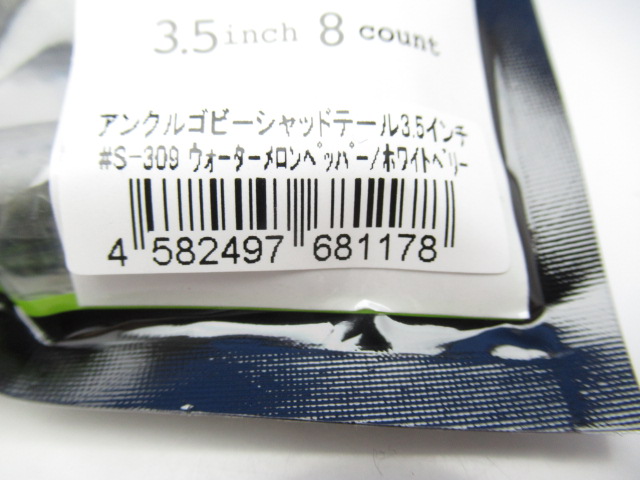 3.5inch 8 count
アンクルゴビーシャッドテール3.5インチ
#S-309 ウォーターメロンペッパー/ホワイトベリー
4 582497 681178